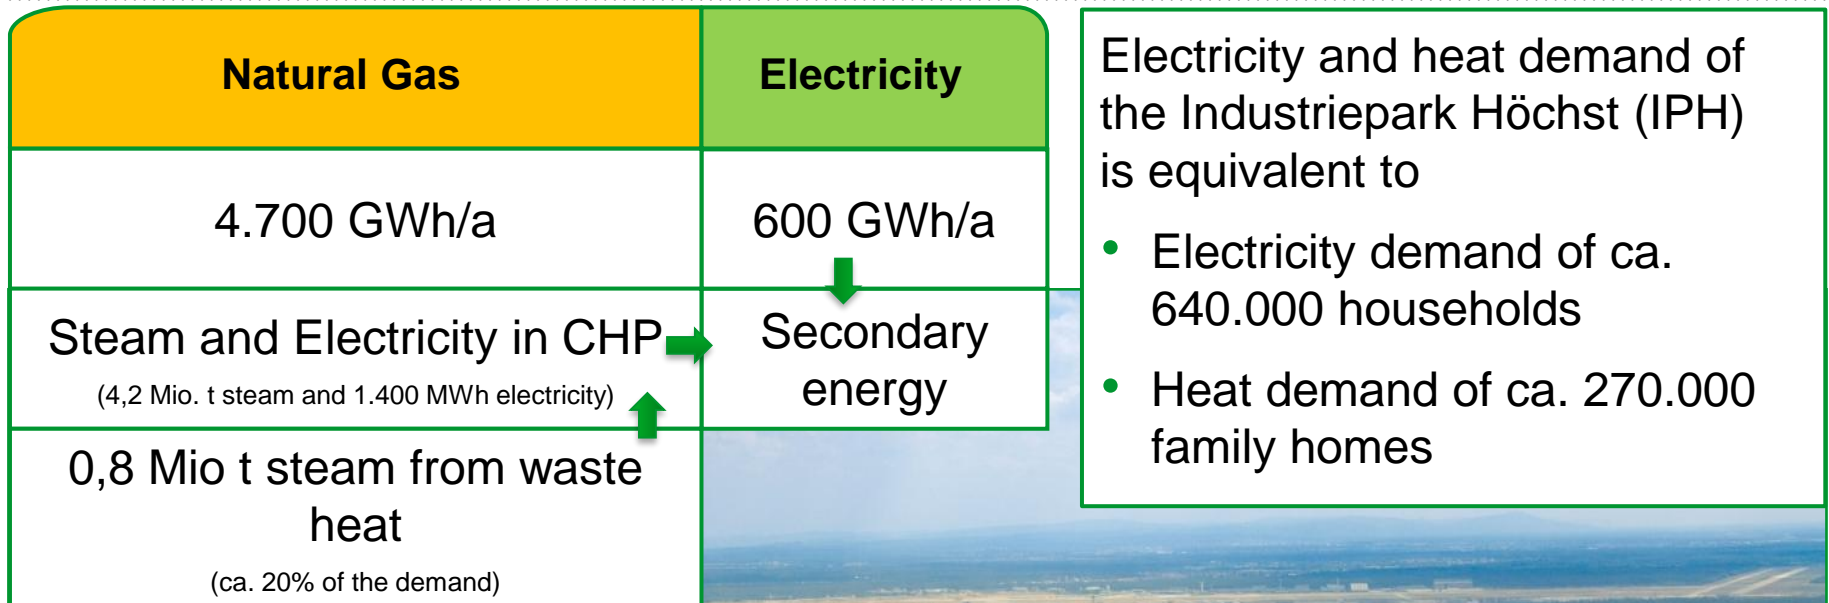 Natural Gas
Electricity
4.700 GWh/a
600 GWh/a
Steam and Electricity in CHP
(4,2 Mio. t steam and 1.400 MWh electricity)
Secondary
energy
0,8 Mio t steam from waste
heat
(ca. 20% of the demand)
Electricity and heat demand of
the Industriepark Höchst (IPH)
is equivalent to
• Electricity demand of ca.
640.000 households
• Heat demand of ca. 270.000
family homes